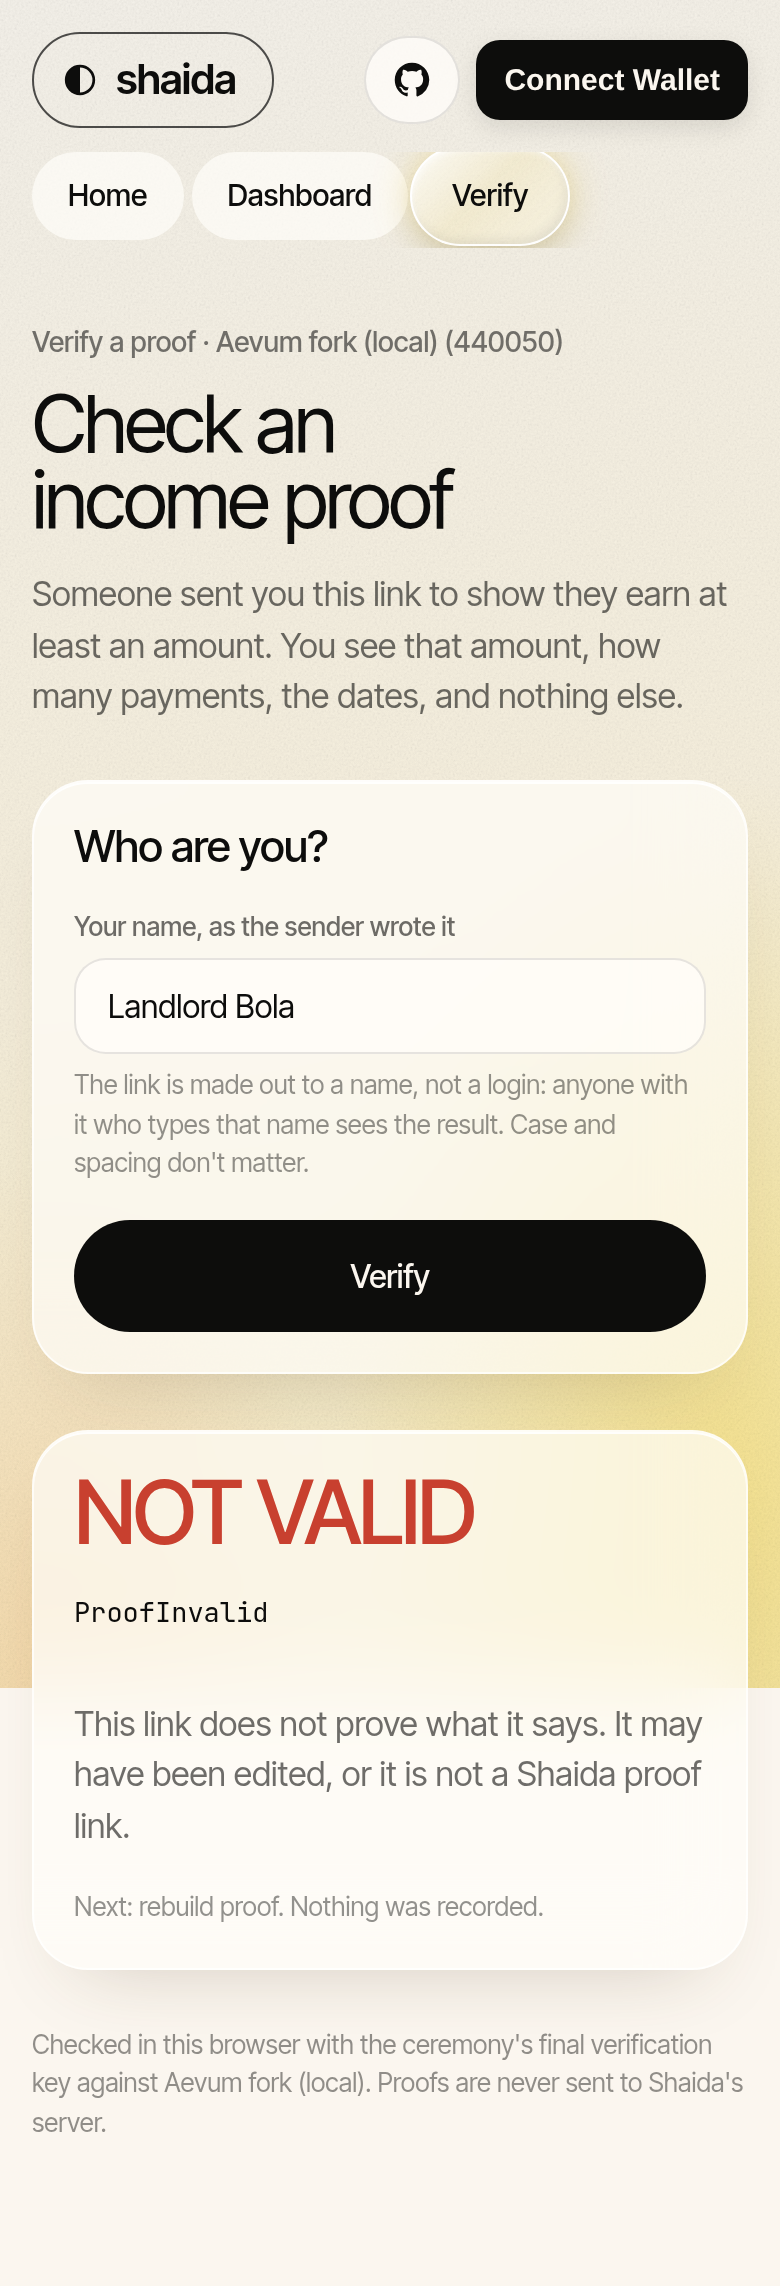 shaida
Connect Wallet
Home
Dashboard
Verify
Verify a proof · Aevum fork (local) (440050)
Check an
income proof
Someone sent you this link to show they earn at
least an amount. You see that amount, how
many payments, the dates, and nothing else.
Who are you?
Your name, as the sender wrote it
Landlord Bola
The link is made out to a name, not a login: anyone with
it who types that name sees the result. Case and
spacing don't matter.
Verify
NOT VALID
ProofInvalid
This link does not prove what it says. It may
have been edited, or it is not a Shaida proof
link.
Next: rebuild proof. Nothing was recorded.
Checked in this browser with the ceremony's final verification
key against Aevum fork (local). Proofs are never sent to Shaida's
server.